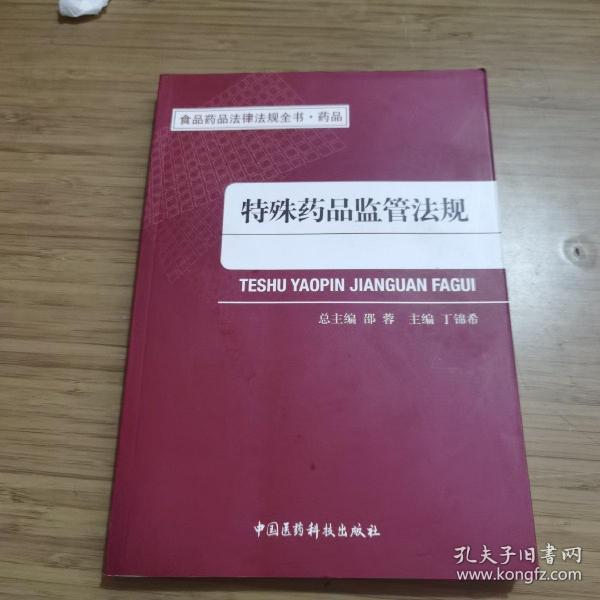 食品药品法律法规全书·药品
特殊药品监管法规
TESHU YAOPIN JIANGUAN FAGUI
总主编 邵 蓉 主编 丁锦希
中国医药科技出版社
孔夫子旧书网
www.kongfz.com